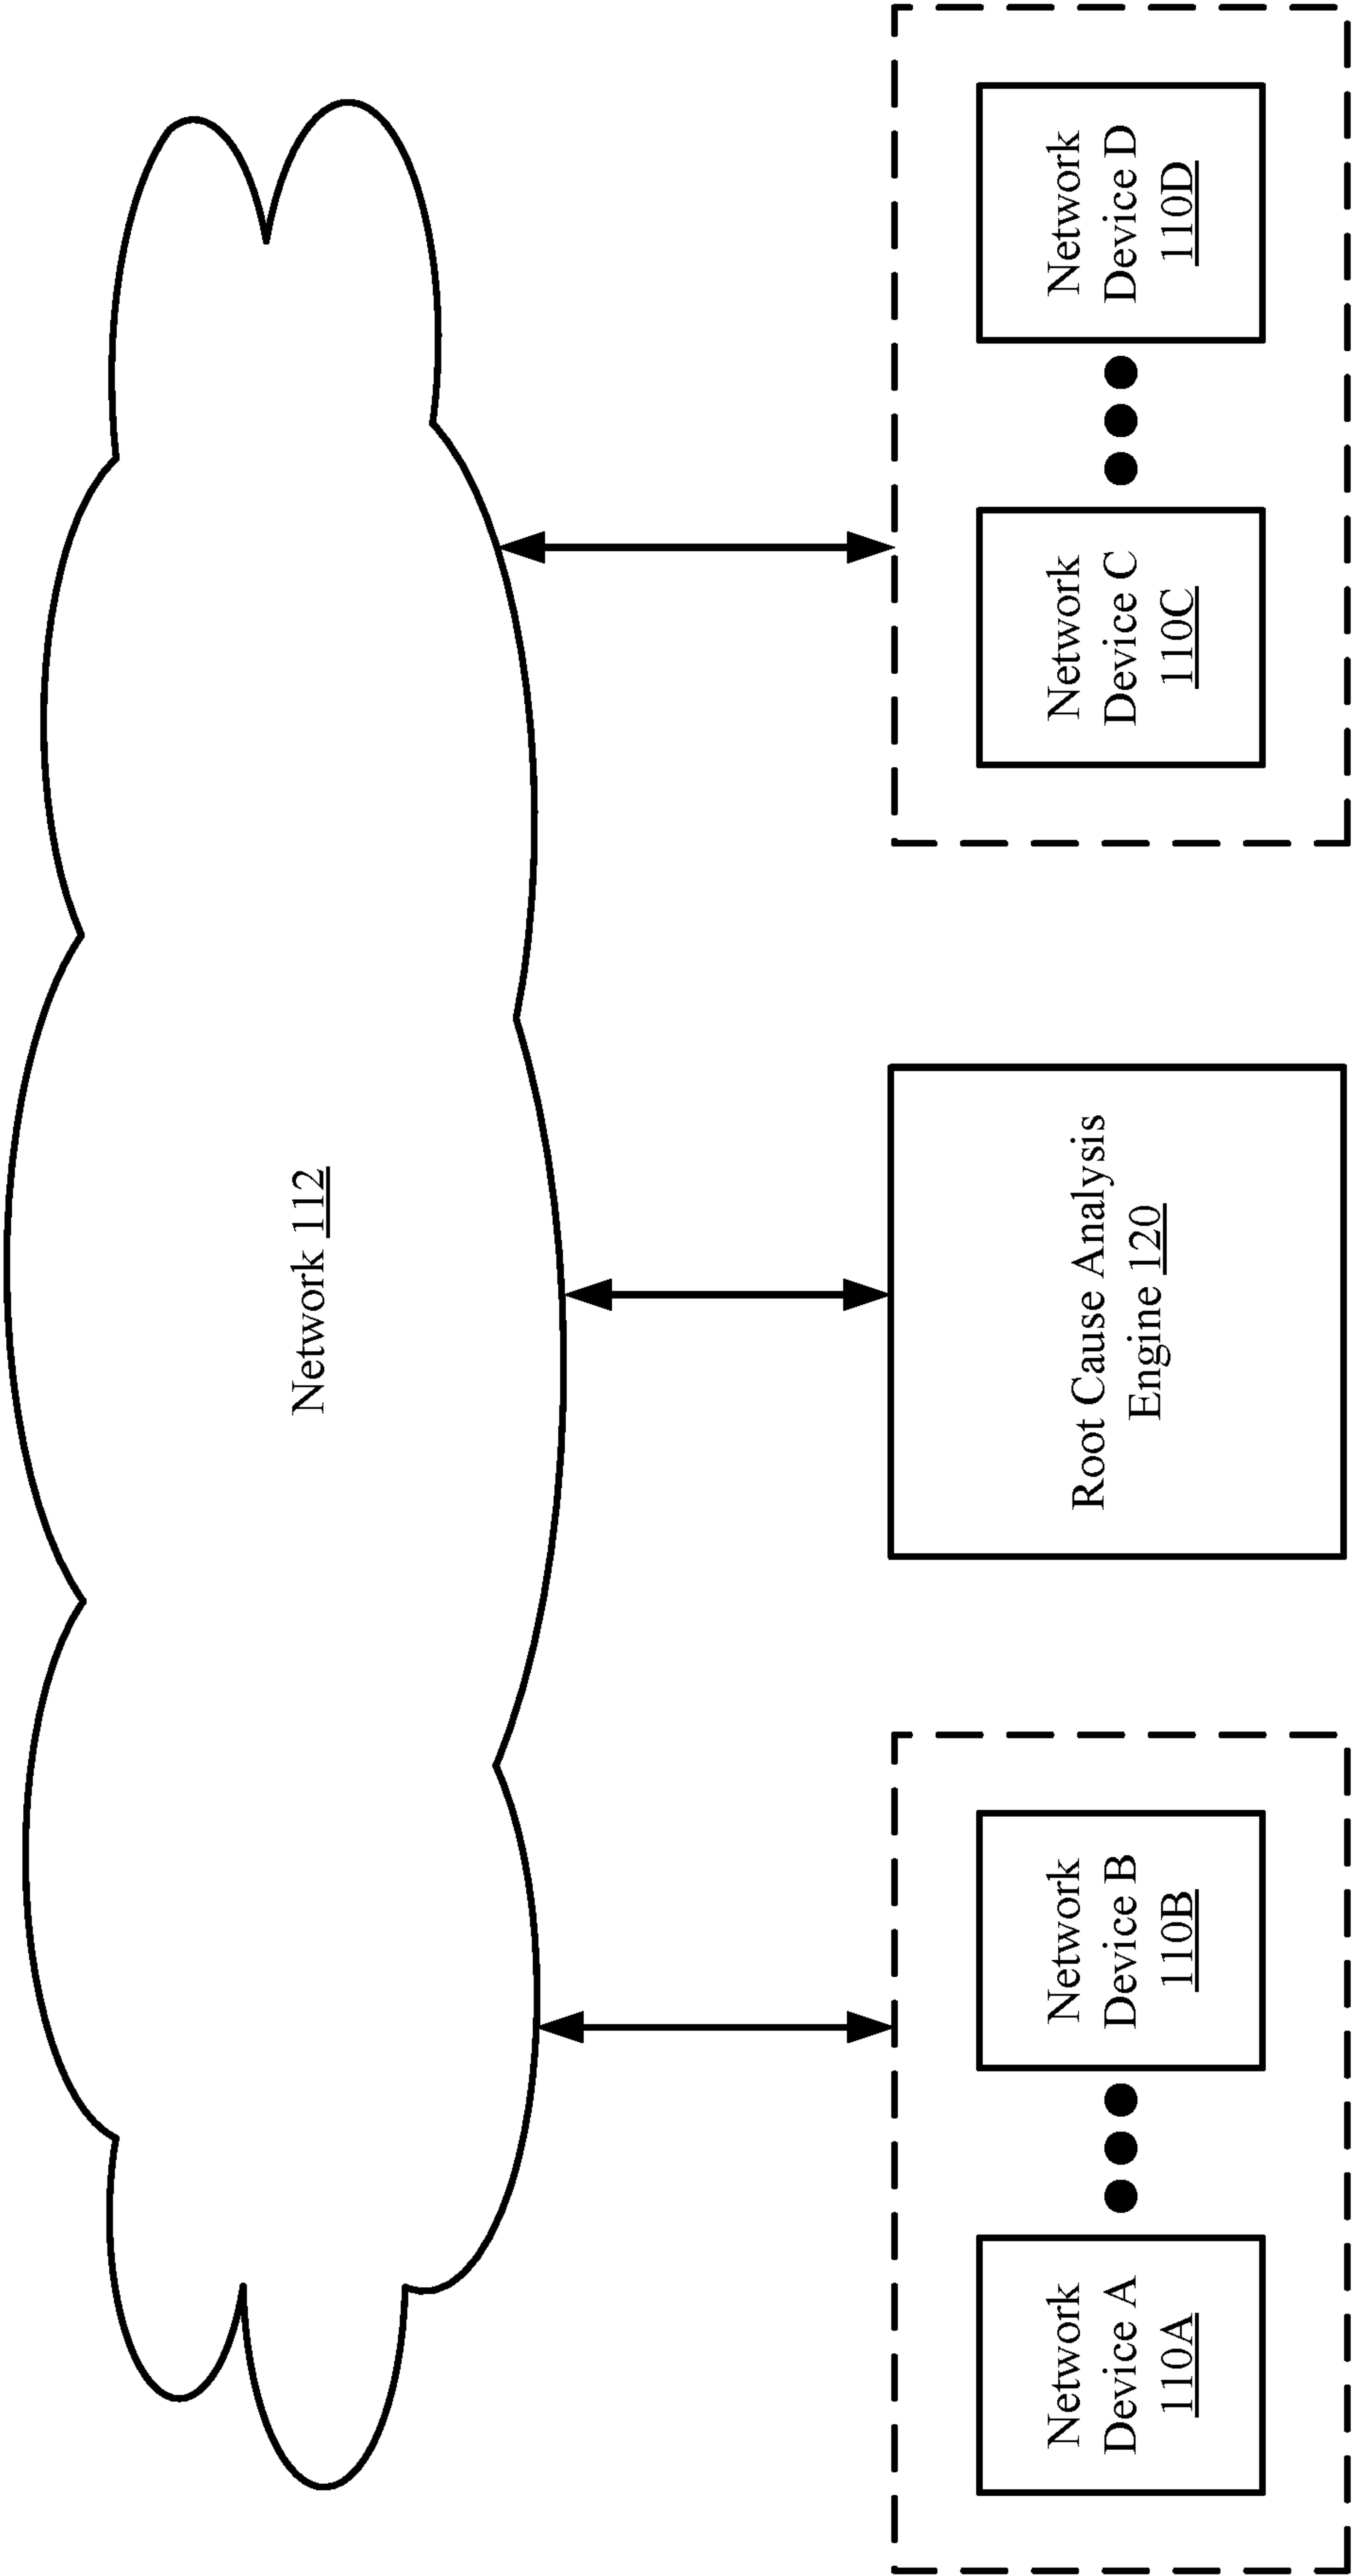 Network 112
Network
Device A
110A
Network
Device B
110B
Root Cause Analysis
Engine 120
Network
Device C
110C
Network
Device D
110D